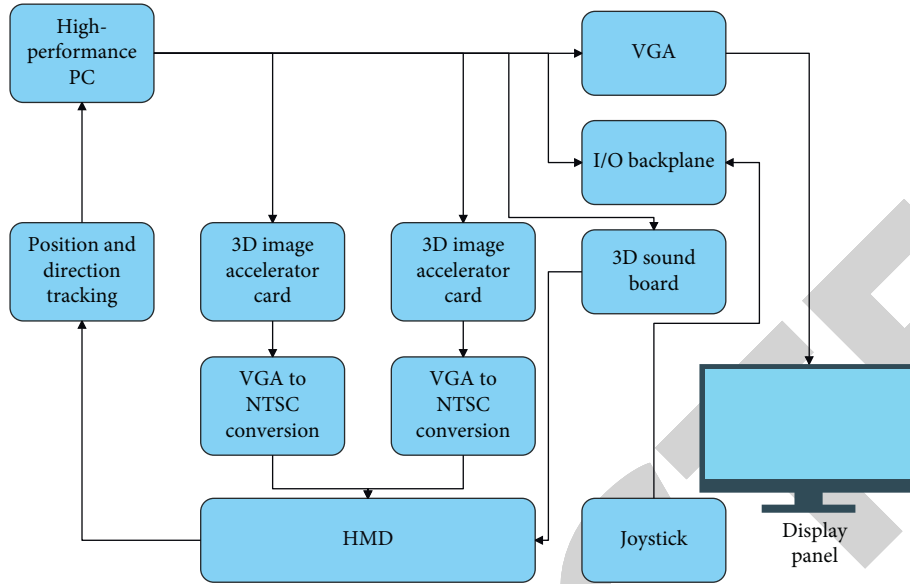 High-
performance
PC
VGA
I/O backplane
Position and
direction
tracking
3D image
accelerator
card
3D image
accelerator
card
3D sound
board
VGA to
NTSC
conversion
VGA to
NTSC
conversion
HMD
Joystick
Display
panel